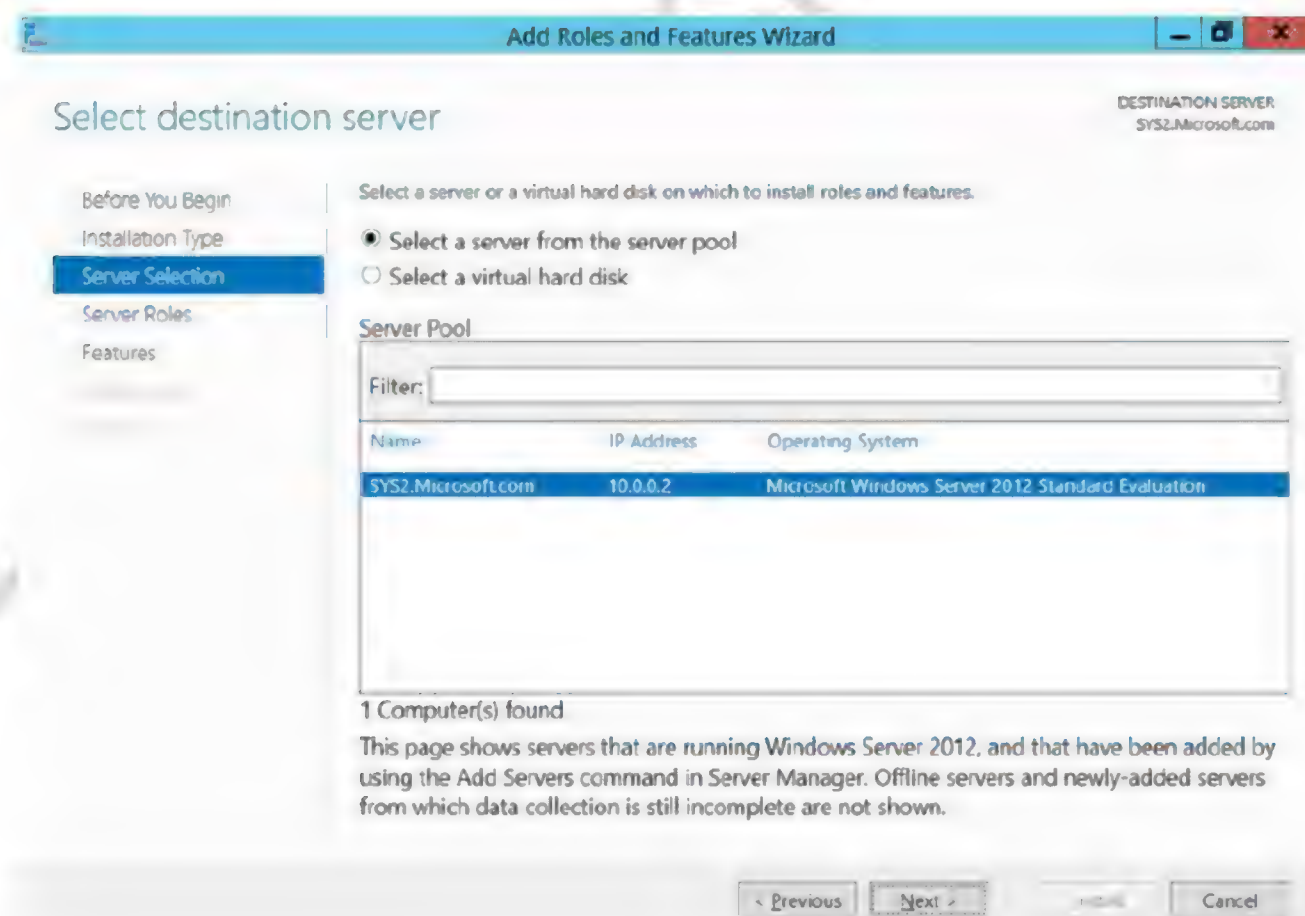 Add Roles and Features Wizard
Select destination server
DESTINATION SERVER
SYS2.Microsoft.com
Before You Begin
Installation Type
Server Selection
Server Roles
Features
Select a server or a virtual hard disk on which to install roles and features.
Select a server from the server pool
Select a virtual hard disk
Server Pool
Filter:
Name IP Address Operating System
SYS2.Microsoft.com 10.0.0.2 Microsoft Windows Server 2012 Standard Evaluation
1 Computer(s) found
This page shows servers that are running Windows Server 2012, and that have been added by
using the Add Servers command in Server Manager. Offline servers and newly-added servers
from which data collection is still incomplete are not shown.
< Previous Next > Cancel